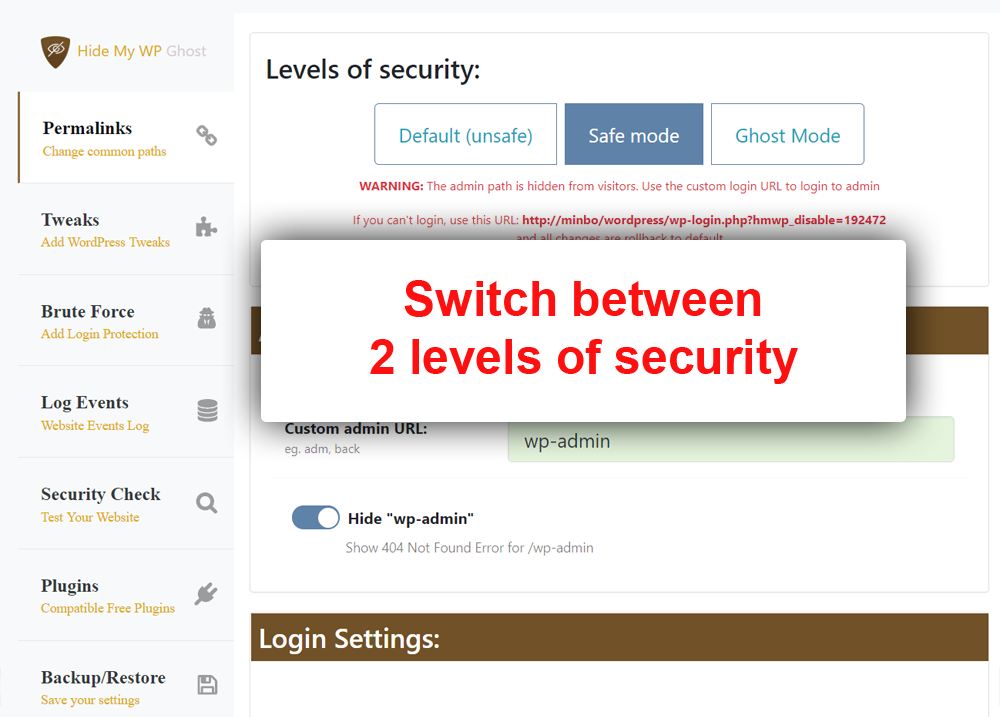 Hide My WP Ghost
Permalinks
Change common paths
Tweaks
Add WordPress Tweaks
Brute Force
Add Login Protection
Log Events
Website Events Log
Security Check
Test Your Website
Plugins
Compatible Free Plugins
Backup/Restore
Save your settings
Levels of security:
Default (unsafe)
Safe mode
Ghost Mode
WARNING: The admin path is hidden from visitors. Use the custom login URL to login to admin
If you can't login, use this URL: http://minbo/wordpress/wp-login.php?hmwp_disable=192472
and all changes are rollback to default
Switch between
2 levels of security
Custom admin URL:
eg. adm, back
wp-admin
Hide "wp-admin"
Show 404 Not Found Error for /wp-admin
Login Settings: